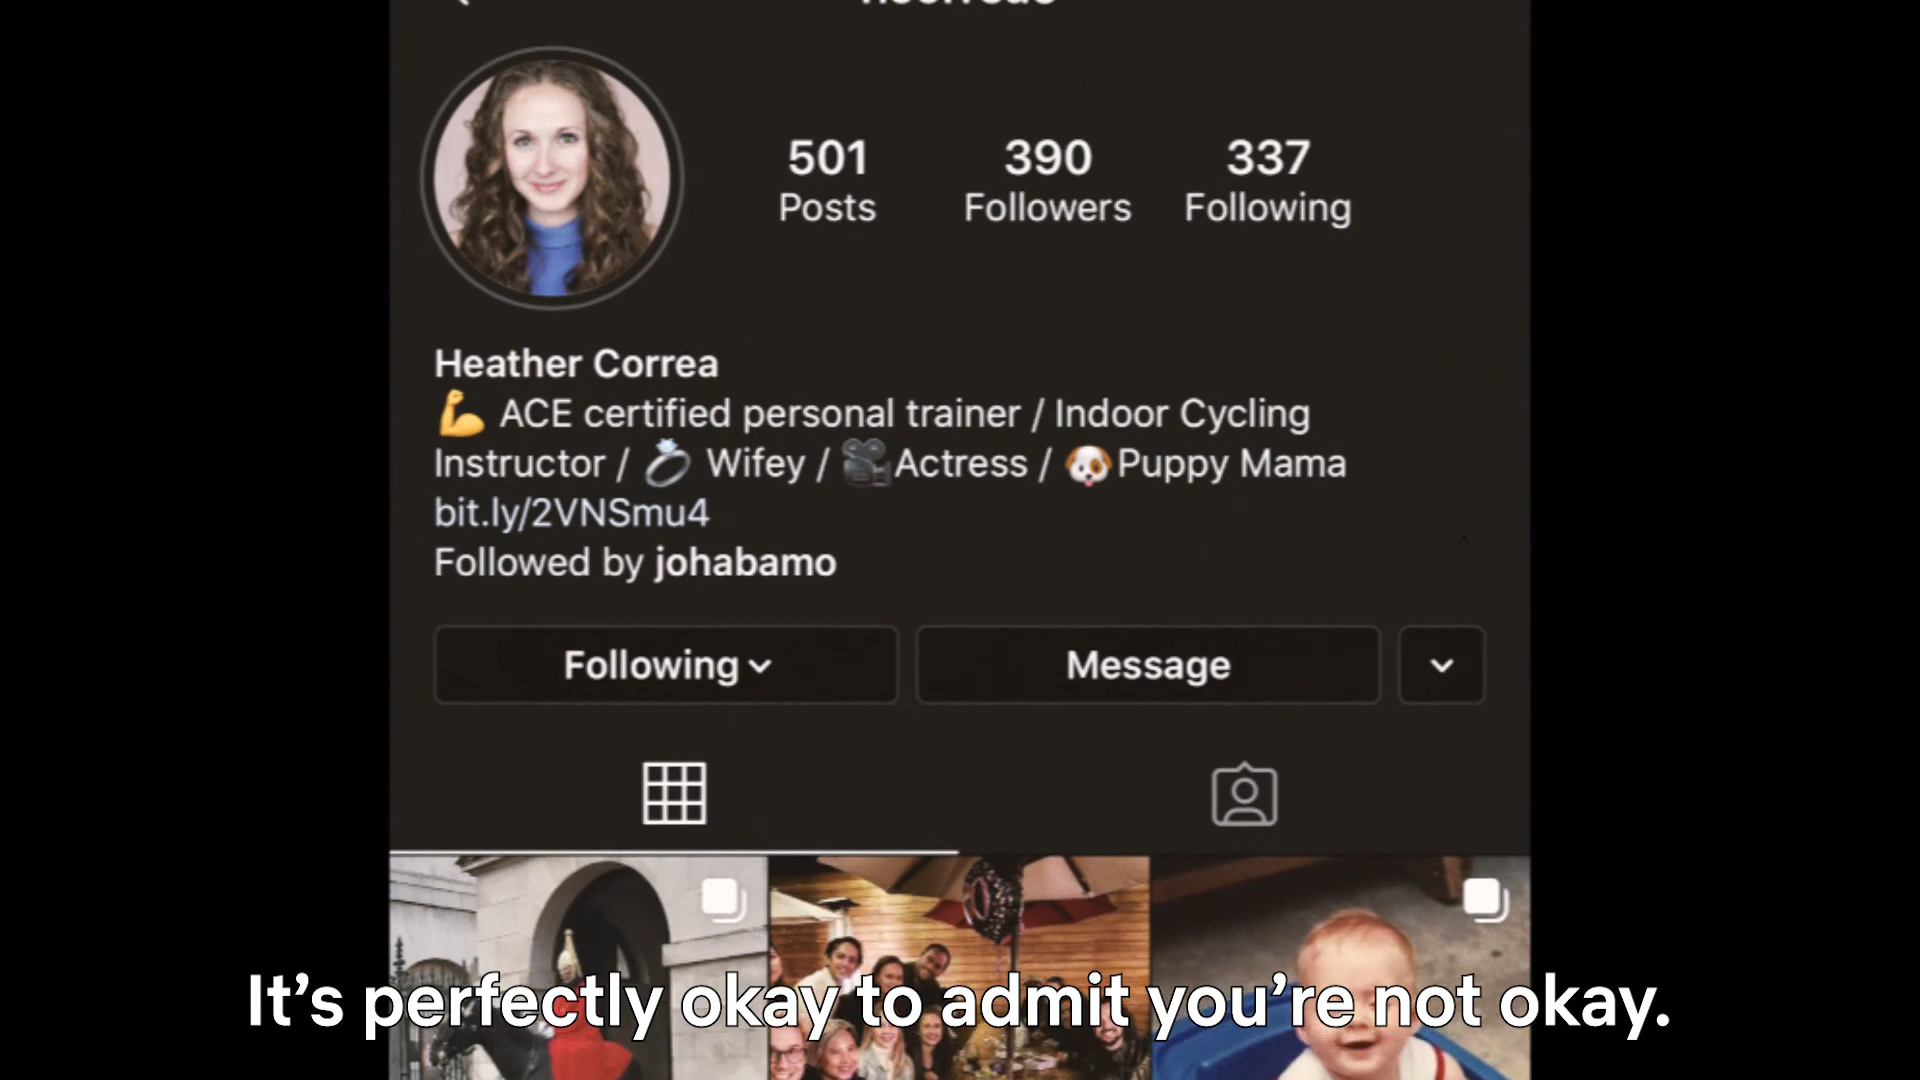 501
Posts
390
Followers
337
Following
Heather Correa
💪 ACE certified personal trainer / Indoor Cycling
Instructor / 💍 Wifey / 🎥Actress / 🐶Puppy Mama
bit.ly/2VNSmu4
Followed by johabamo
Following
Message
It's perfectly okay to admit you're not okay.